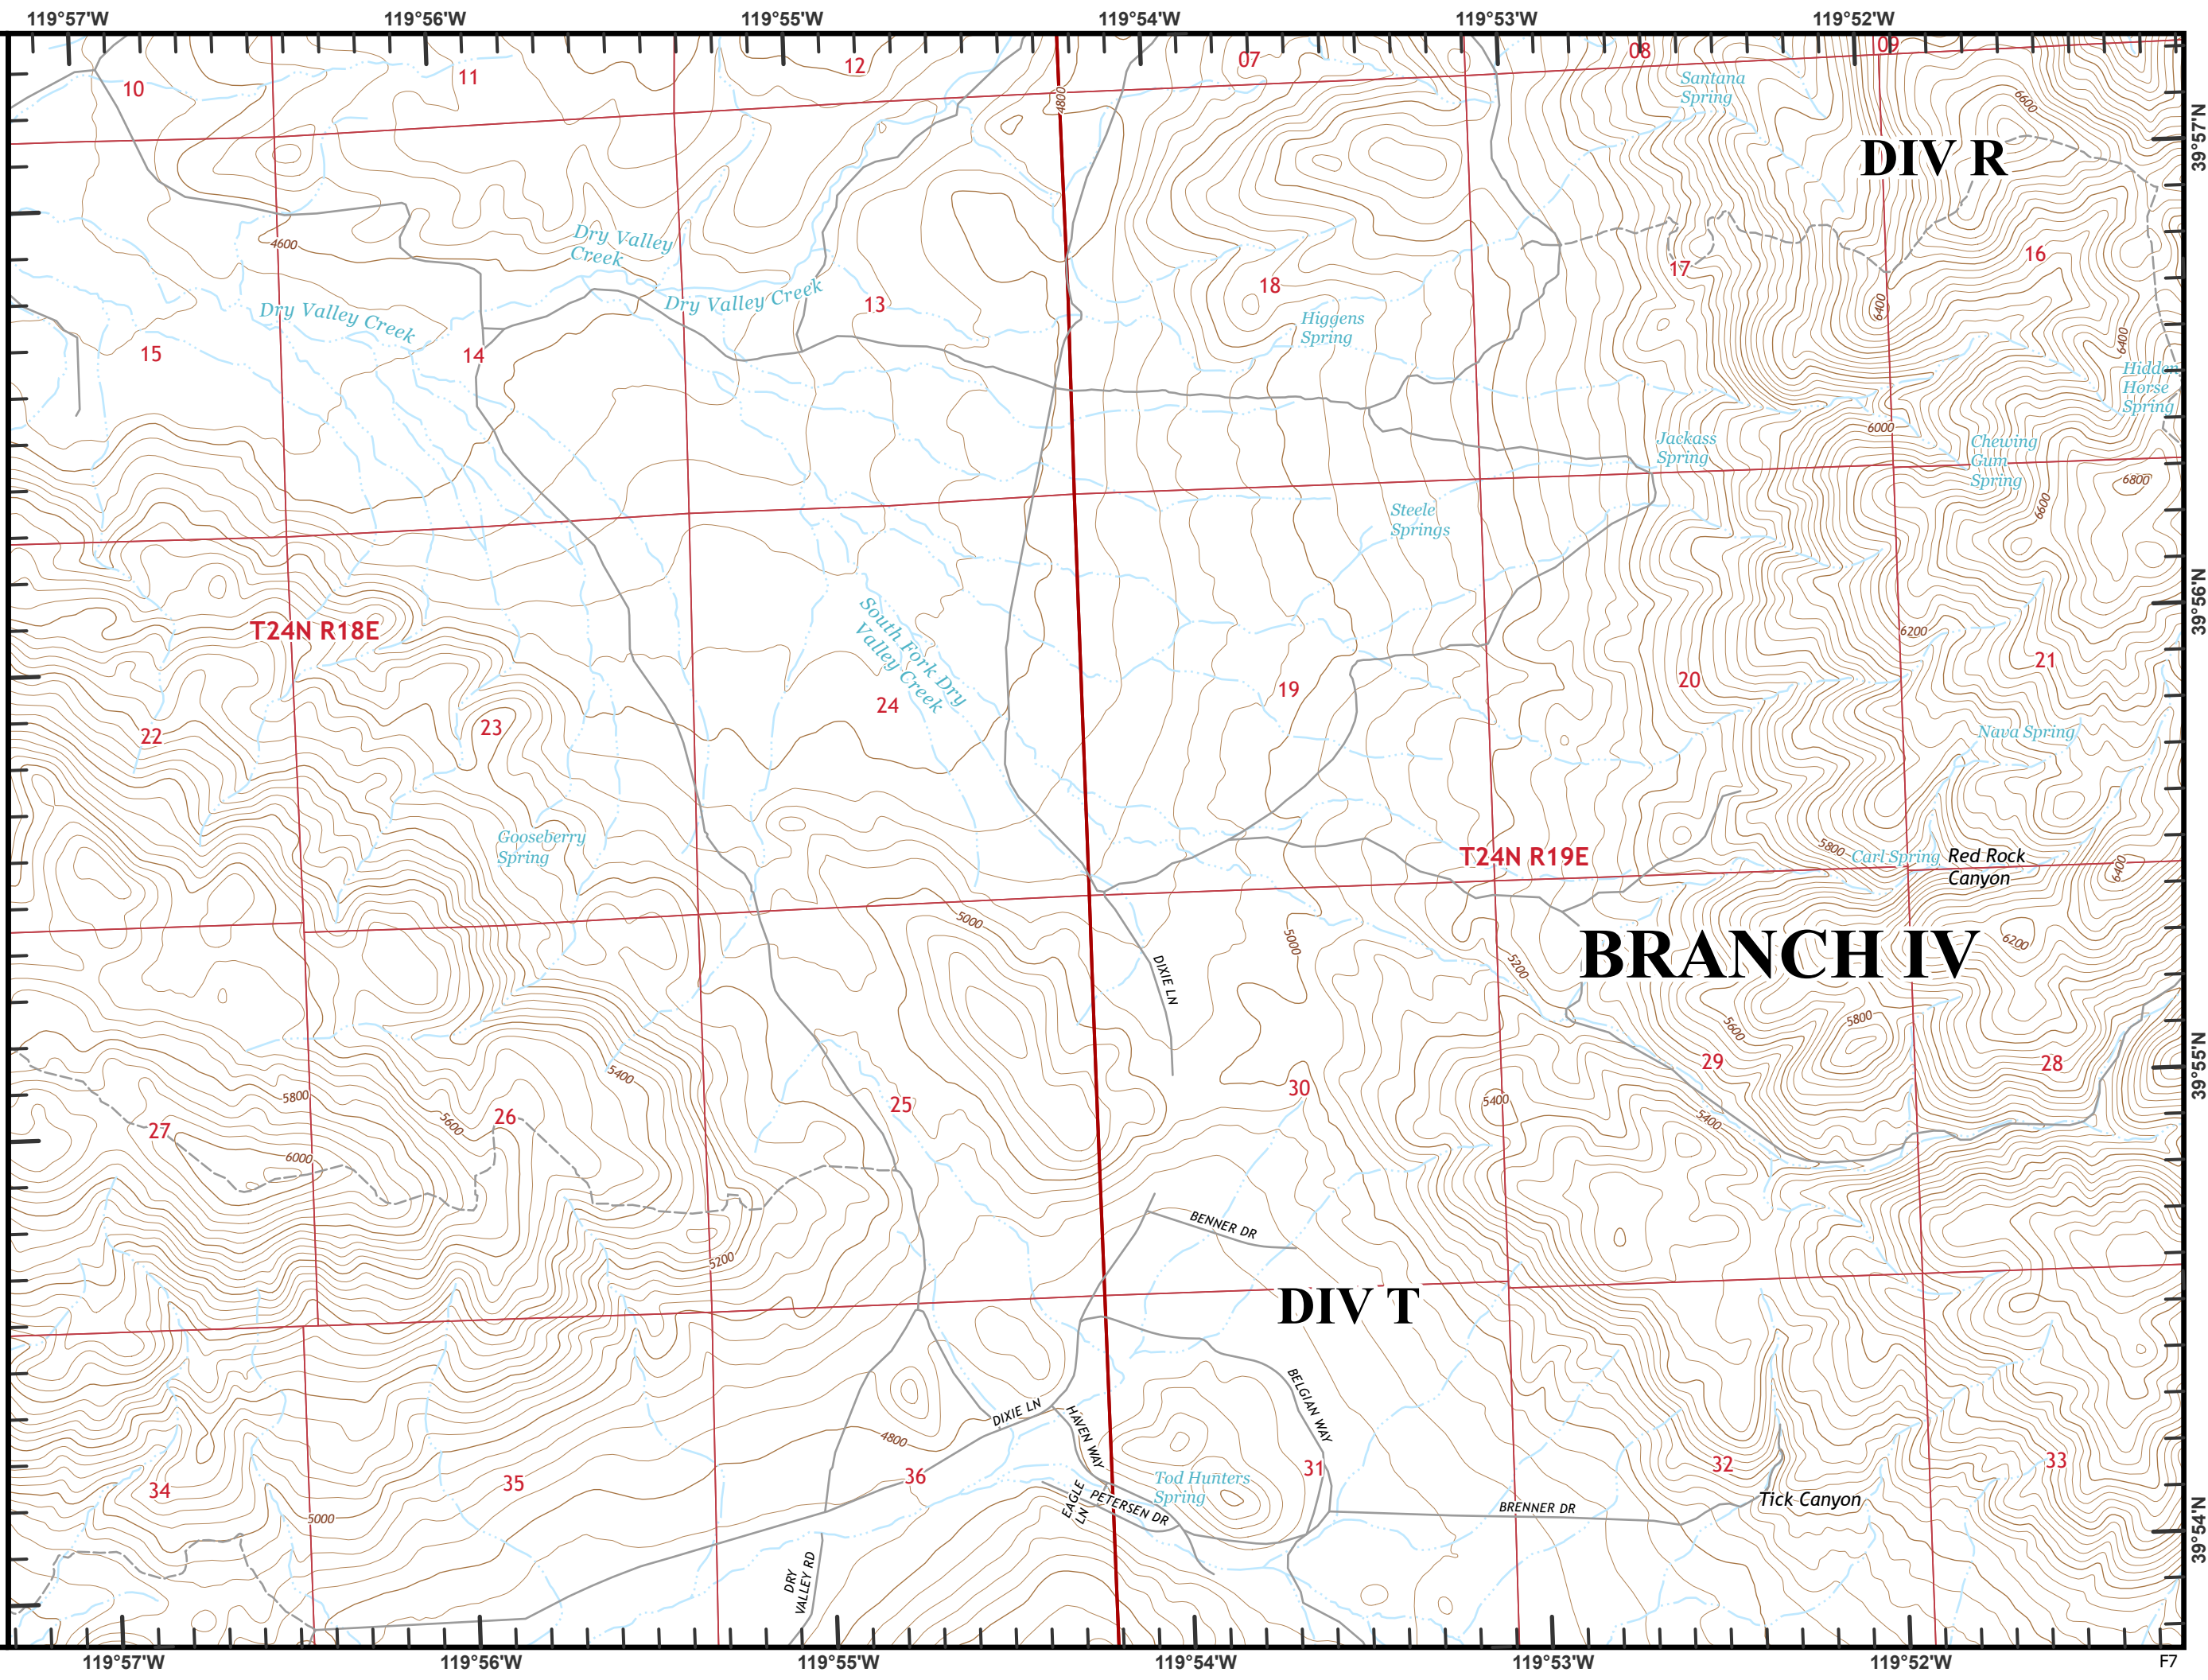 119°57'W 119°56'W 119°55'W 119°54'W 119°53'W 119°52'W
10
11
12
07
08
09
4800
Santana
Spring
6600
39°57'N
DIV R
4600
Dry Valley
Creek
17
16
18
Dry Valley Creek
Dry Valley Creek
13
Higgens
Spring
6400
6400
15
14
Hidden
Horse
Spring
6000
Jackass
Spring
Chewing
Gum
Spring
6800
6600
Steele
Springs
39°56'N
T24N R18E
South Fork Dry
Valley Creek
6200
21
19
20
24
23
22
Nava Spring
Gooseberry
Spring
T24N R19E
5800
Carl Spring
Red Rock
Canyon
6400
5000
5000
BRANCH IV
6200
DIXIE LN
5200
5600
5800
29
28
39°55'N
5400
5800
5600
26
27
25
30
5400
5400
6000
BENNER DR
5200
DIV T
BELGIAN WAY
DIXIE LN
HAVEN WAY
4800
36
35
34
31
32
33
Tod Hunters
Spring
EAGLE
LN
PETERSEN DR
BRENNER DR
Tick Canyon
5000
39°54'N
DRY
VALLEY RD
119°57'W 119°56'W 119°55'W 119°54'W 119°53'W 119°52'W
F7